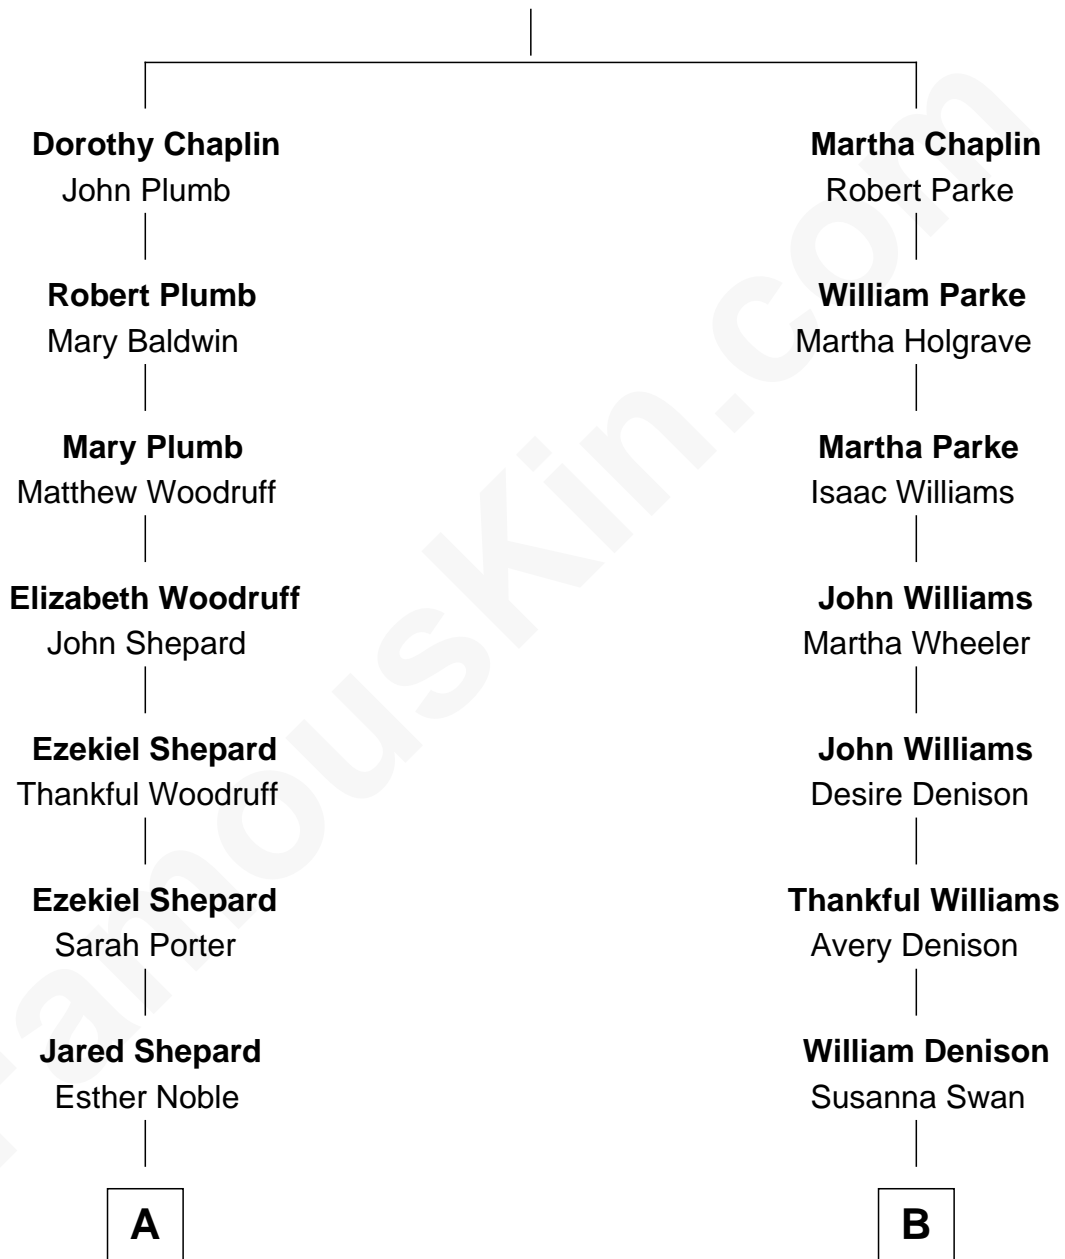 Dorothy Chaplin
John Plumb
Martha Chaplin
Robert Parke
Robert Plumb
Mary Baldwin
William Parke
Martha Holgrave
Mary Plumb
Matthew Woodruff
Martha Parke
Isaac Williams
Elizabeth Woodruff
John Shepard
John Williams
Martha Wheeler
Ezekiel Shepard
Thankful Woodruff
John Williams
Desire Denison
Ezekiel Shepard
Sarah Porter
Thankful Williams
Avery Denison
Jared Shepard
Esther Noble
William Denison
Susanna Swan
A
B
FamousKin.com